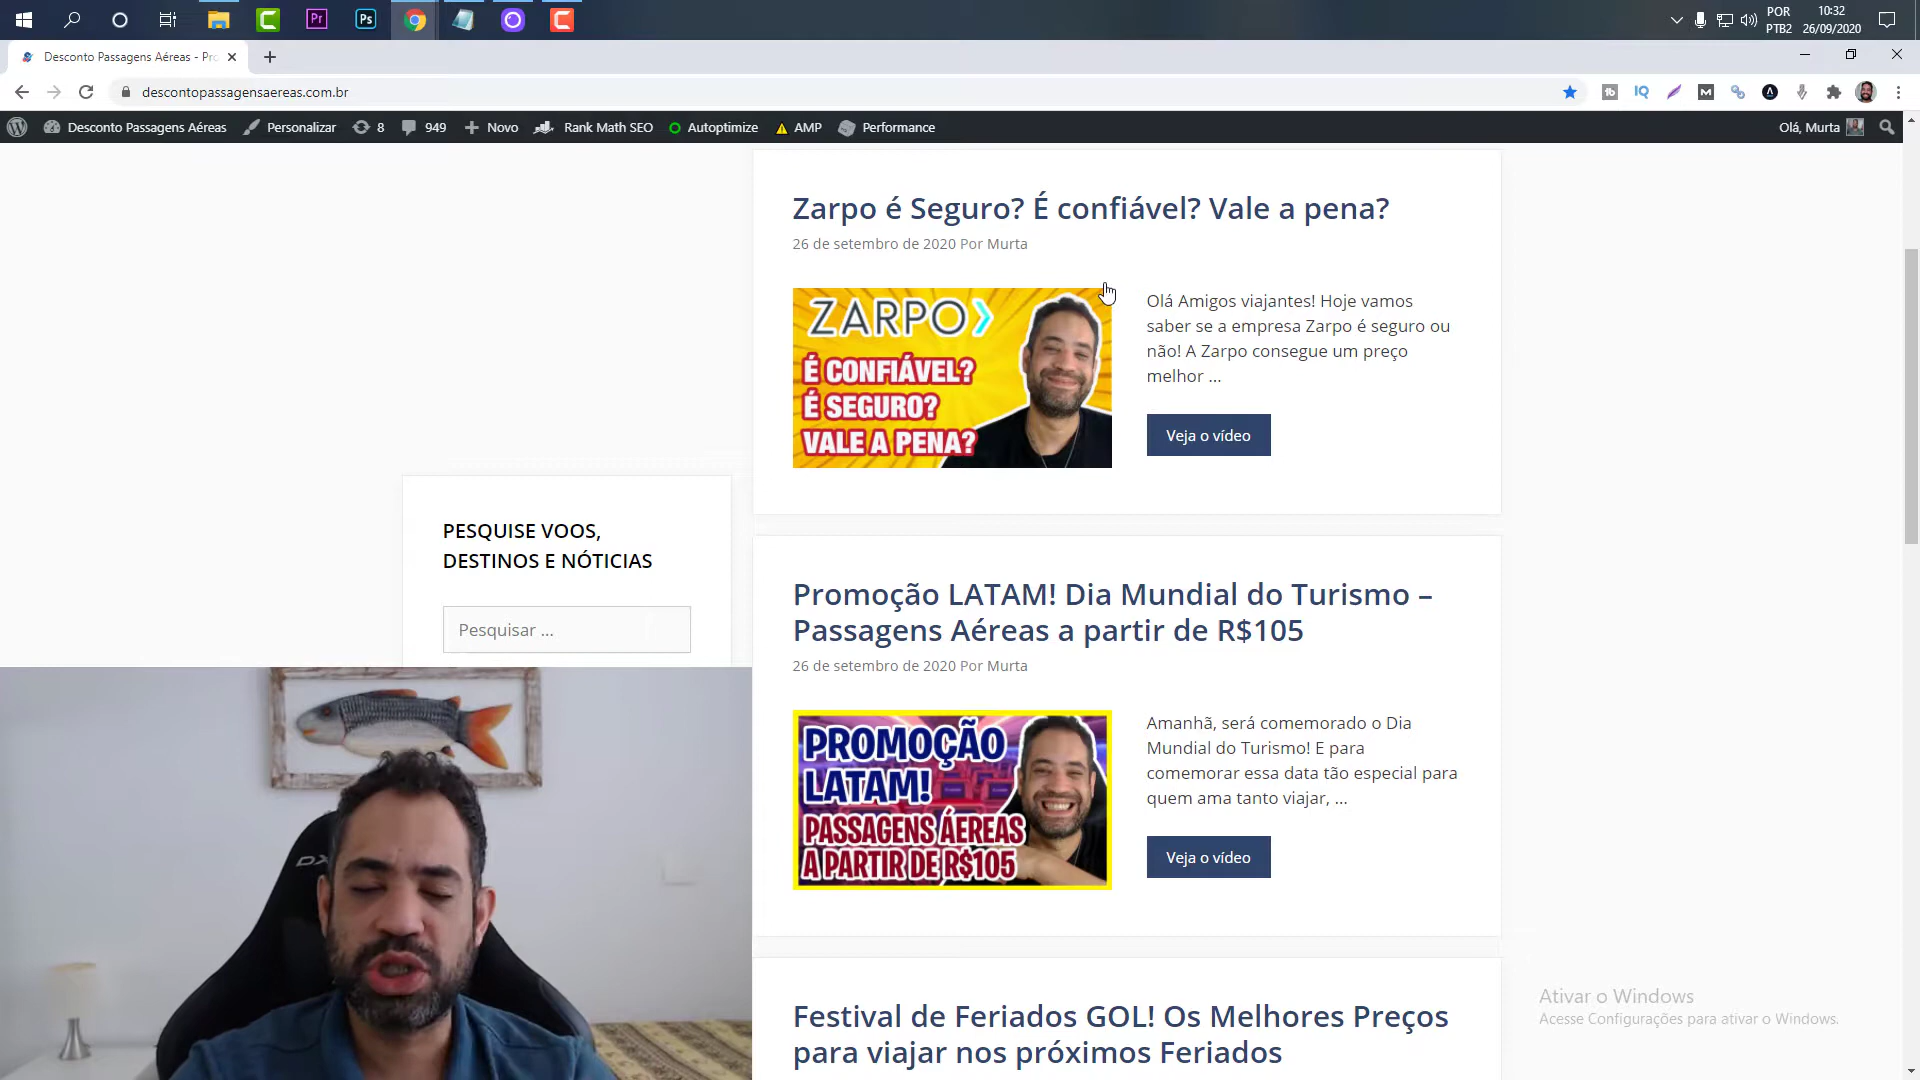 Pr
Ps
POR
PTB2
10:32
26/09/2020
Desconto Passagens Aéreas - Pro
descontopassagensaereas.com.br
IQ
M
Desconto Passagens Aéreas
Personalizar
8
949
Novo
Rank Math SEO
Autoptimize
AMP
Performance
Olá, Murta
Zarpo é Seguro? É confiável? Vale a pena?
26 de setembro de 2020 Por Murta
ZARPO
É CONFIÁVEL?
É SEGURO?
VALE A PENA?
Olá Amigos viajantes! Hoje vamos
saber se a empresa Zarpo é seguro ou
não! A Zarpo consegue um preço
melhor ...
Veja o vídeo
PESQUISE VOOS,
DESTINOS E NÓTICIAS
Pesquisar ...
Promoção LATAM! Dia Mundial do Turismo –
Passagens Aéreas a partir de R$105
26 de setembro de 2020 Por Murta
PROMOÇÃO
LATAM!
PASSAGENS ÁEREAS
A PARTIR DE R$105
Amanhã, será comemorado o Dia
Mundial do Turismo! E para
comemorar essa data tão especial para
quem ama tanto viajar, ...
Veja o vídeo
Festival de Feriados GOL! Os Melhores Preços
para viajar nos próximos Feriados
DX
Ativar o Windows
Acesse Configurações para ativar o Windows.